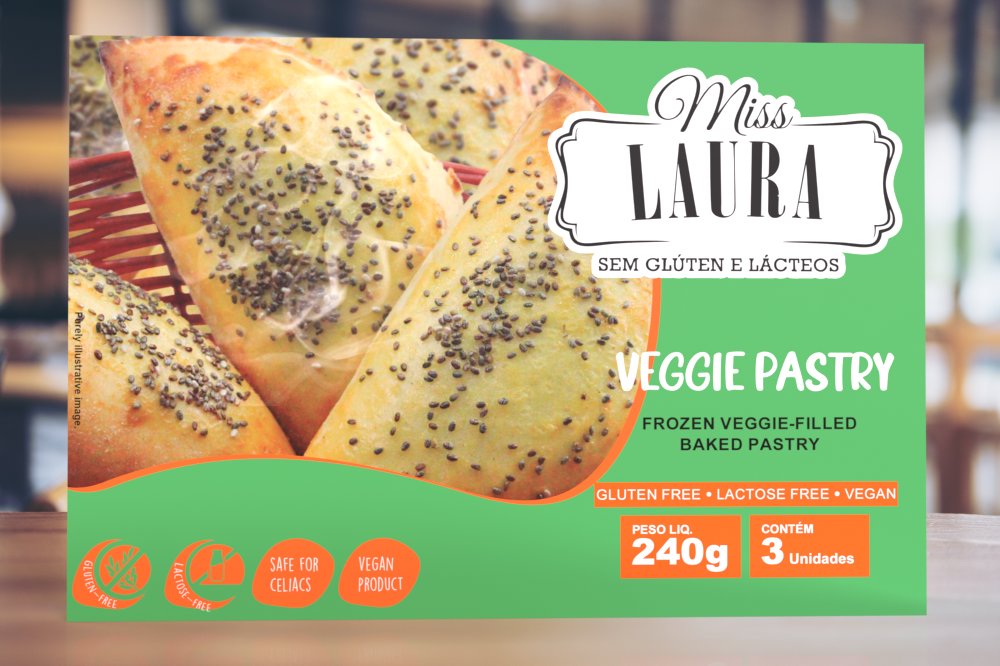 Miss
LAURA
SEM GLÚTEN E LÁCTEOS
Purely illustrative image.
VEGGIE PASTRY
FROZEN VEGGIE-FILLED
BAKED PASTRY
GLUTEN FREE • LACTOSE FREE • VEGAN
PESO LIQ.
240g
CONTÉM
3 Unidades
GLUTEN-FREE
LACTOSE-FREE
SAFE FOR
CELIACS
VEGAN
PRODUCT